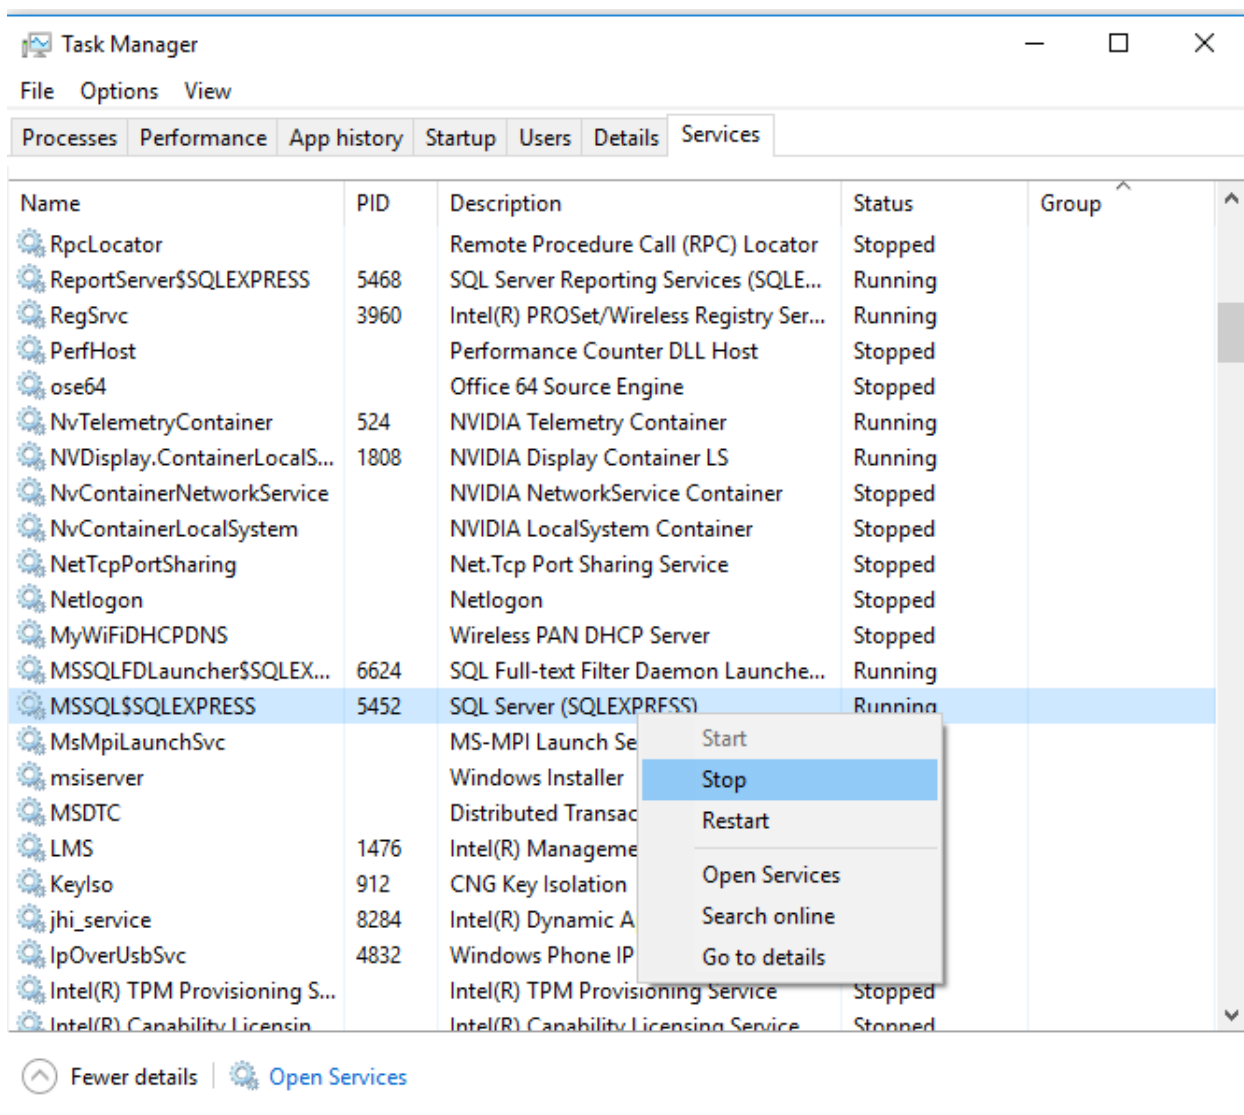 Task Manager
File Options View
Processes Performance App history Startup Users Details Services
Name PID Description Status Group
RpcLocator Remote Procedure Call (RPC) Locator Stopped
ReportServer$SQLEXPRESS 5468 SQL Server Reporting Services (SQLE... Running
RegSrvc 3960 Intel(R) PROSet/Wireless Registry Ser... Running
PerfHost Performance Counter DLL Host Stopped
ose64 Office 64 Source Engine Stopped
NvTelemetryContainer 524 NVIDIA Telemetry Container Running
NVDisplay.ContainerLocalS... 1808 NVIDIA Display Container LS Running
NvContainerNetworkService NVIDIA NetworkService Container Stopped
NvContainerLocalSystem NVIDIA LocalSystem Container Stopped
NetTcpPortSharing Net.Tcp Port Sharing Service Stopped
Netlogon Netlogon Stopped
MyWiFiDHCPDNS Wireless PAN DHCP Server Stopped
MSSQLFDLauncher$SQLEX... 6624 SQL Full-text Filter Daemon Launche... Running
MSSQL$SQLEXPRESS 5452 SQL Server (SQLEXPRESS) Running
MsMpiLaunchSvc MS-MPI Launch Se
msiserver Windows Installer
MSDTC Distributed Transac
LMS 1476 Intel(R) Manageme
KeyIso 912 CNG Key Isolation
jhi_service 8284 Intel(R) Dynamic A
IpOverUsbSvc 4832 Windows Phone IP
Intel(R) TPM Provisioning S... Intel(R) TPM Provisioning Service Stopped
Intel(R) Capability Licensin Intel(R) Capability Licensing Service Stopped
Start
Stop
Restart
Open Services
Search online
Go to details
Fewer details Open Services